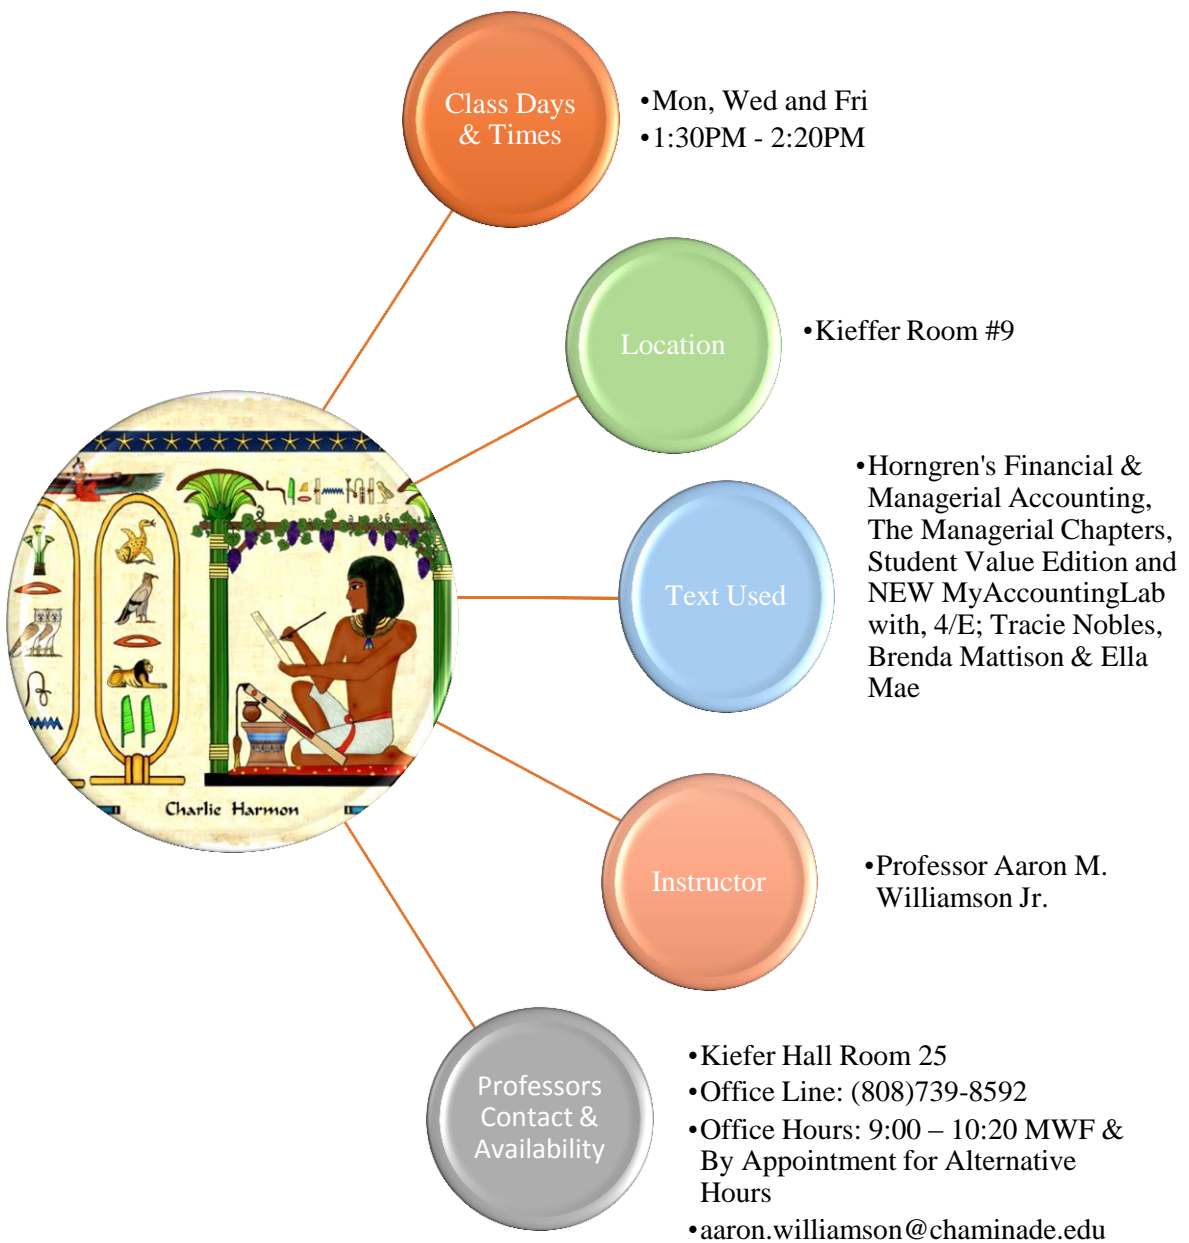 Class Days
& Times
•Mon, Wed and Fri
•1:30PM - 2:20PM
Location
•Kieffer Room #9
Text Used
•Horngren's Financial &
Managerial Accounting,
The Managerial Chapters,
Student Value Edition and
NEW MyAccountingLab
with, 4/E; Tracie Nobles,
Brenda Mattison & Ella
Mae
Charlie Harmon
Instructor
•Professor Aaron M.
Williamson Jr.
Professors
Contact &
Availability
•Kiefer Hall Room 25
•Office Line: (808)739-8592
•Office Hours: 9:00 – 10:20 MWF &
By Appointment for Alternative
Hours
•aaron.williamson@chaminade.edu